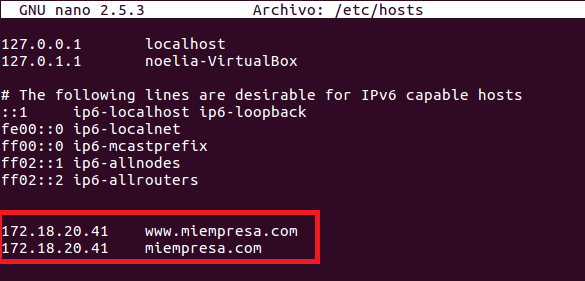 GNU nano 2.5.3 Archivo: /etc/hosts
127.0.0.1 localhost
127.0.1.1 noelia-VirtualBox
# The following lines are desirable for IPv6 capable hosts
::1 ip6-localhost ip6-loopback
fe00::0 ip6-localnet
ff00::0 ip6-mcastprefix
ff02::1 ip6-allnodes
ff02::2 ip6-allrouters
172.18.20.41 www.miempresa.com
172.18.20.41 miempresa.com